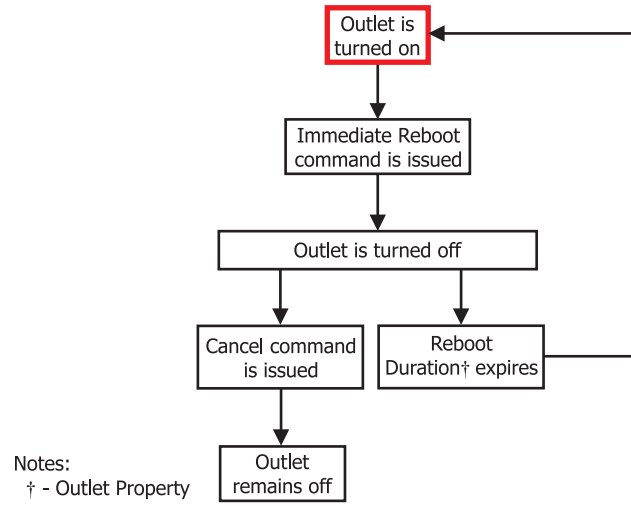 Outlet is
turned on
Immediate Reboot
command is issued
Outlet is turned off
Cancel command
is issued
Reboot
Duration† expires
Outlet
remains off
Notes:
† - Outlet Property